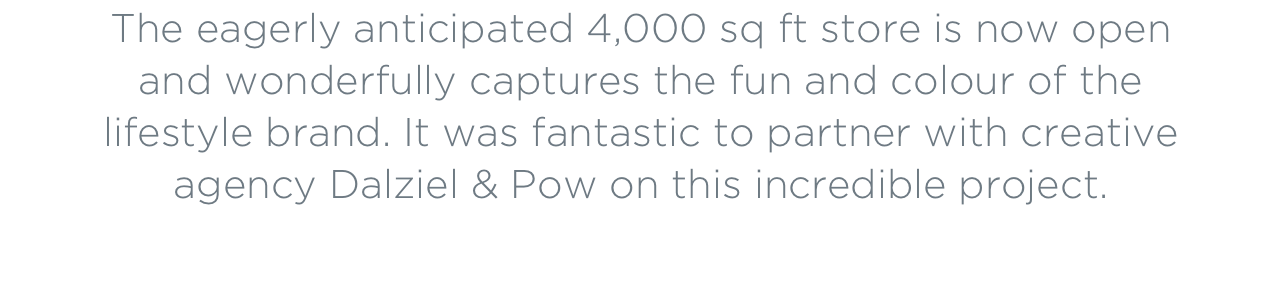 The eagerly anticipated 4,000 sq ft store is now open
and wonderfully captures the fun and colour of the
lifestyle brand. It was fantastic to partner with creative
agency Dalziel & Pow on this incredible project.